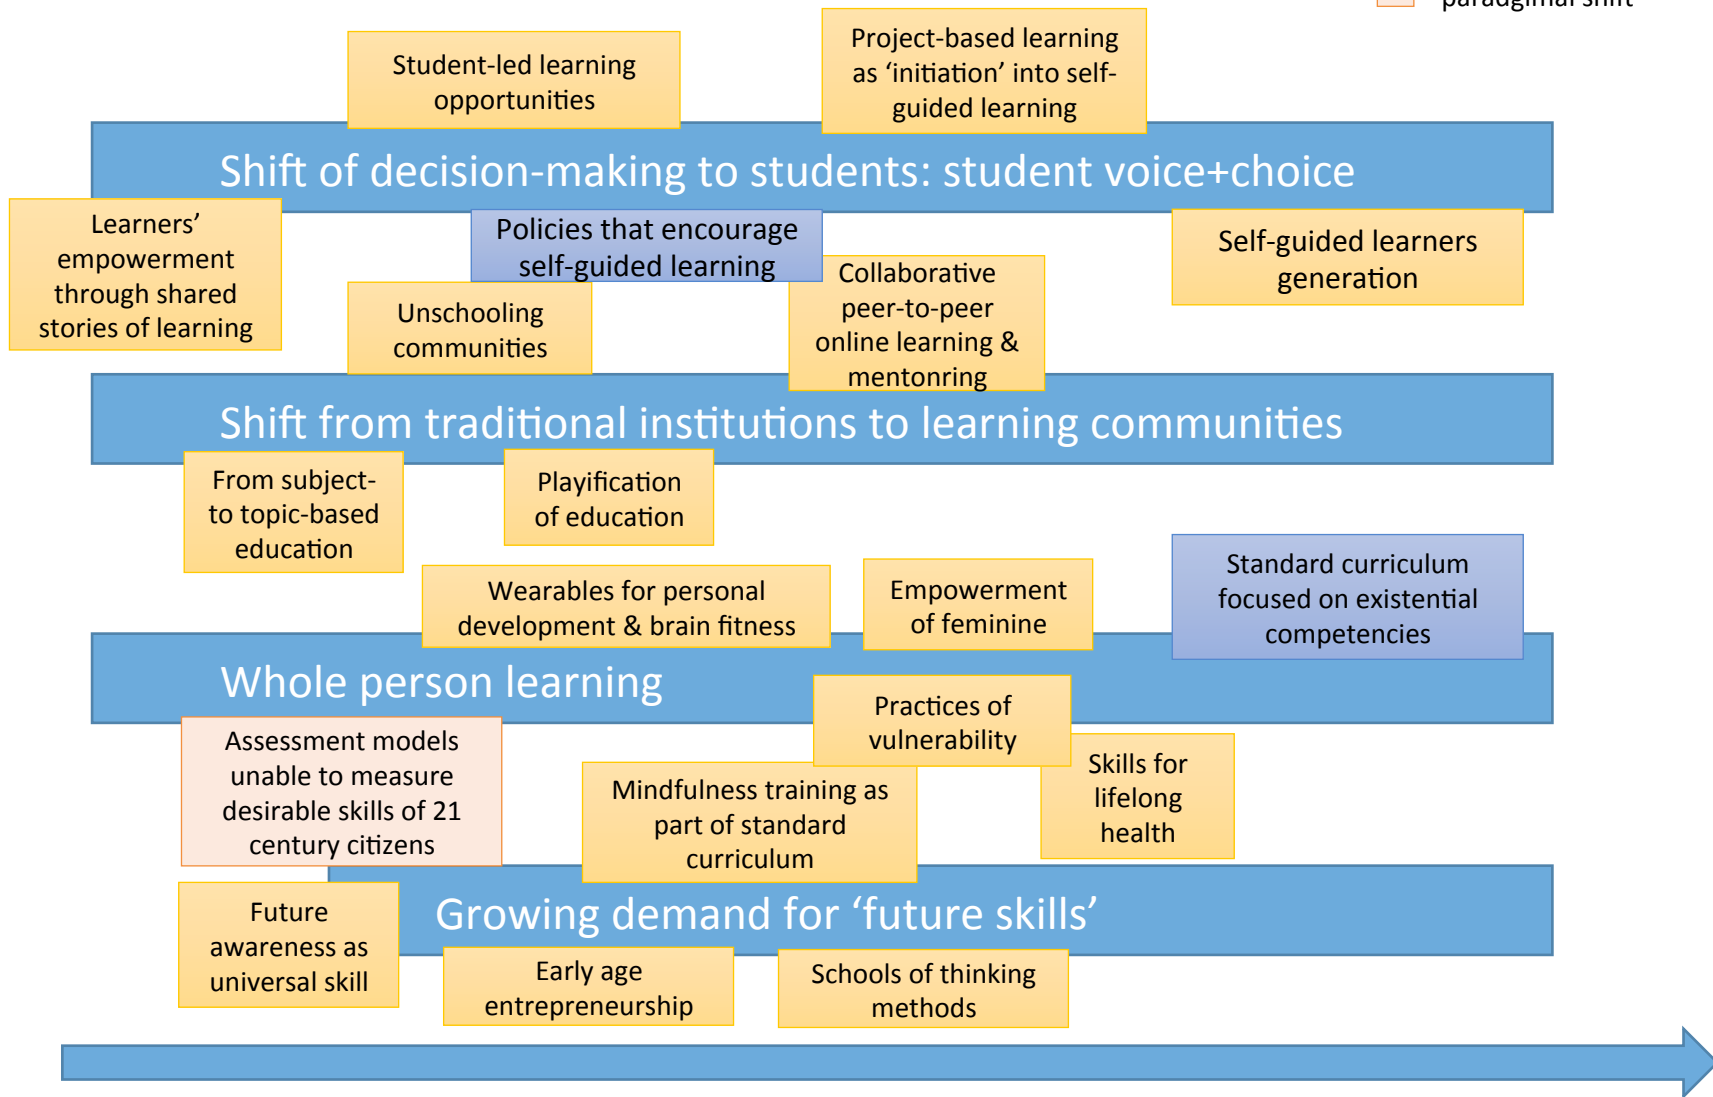 paradgimal shift
Student-led learning
opportunities
Project-based learning
as ‘initiation’ into self-
guided learning
Shift of decision-making to students: student voice+choice
Learners’
empowerment
through shared
stories of learning
Policies that encourage
self-guided learning
Self-guided learners
generation
Unschooling
communities
Collaborative
peer-to-peer
online learning &
mentonring
Shift from traditional institutions to learning communities
From subject-
to topic-based
education
Playification
of education
Wearables for personal
development & brain fitness
Empowerment
of feminine
Standard curriculum
focused on existential
competencies
Whole person learning
Practices of
vulnerability
Assessment models
unable to measure
desirable skills of 21
century citizens
Mindfulness training as
part of standard
curriculum
Skills for
lifelong
health
Growing demand for ‘future skills’
Future
awareness as
universal skill
Early age
entrepreneurship
Schools of thinking
methods